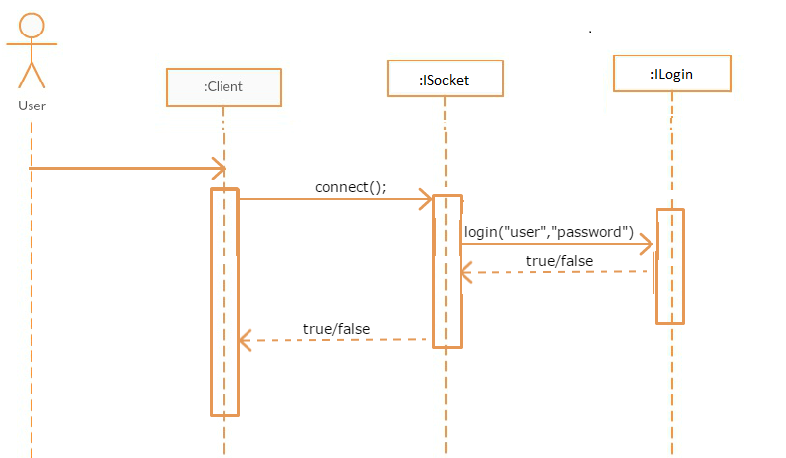 User
:Client
:ISocket
:ILogin
connect();
login("user","password")
true/false
true/false